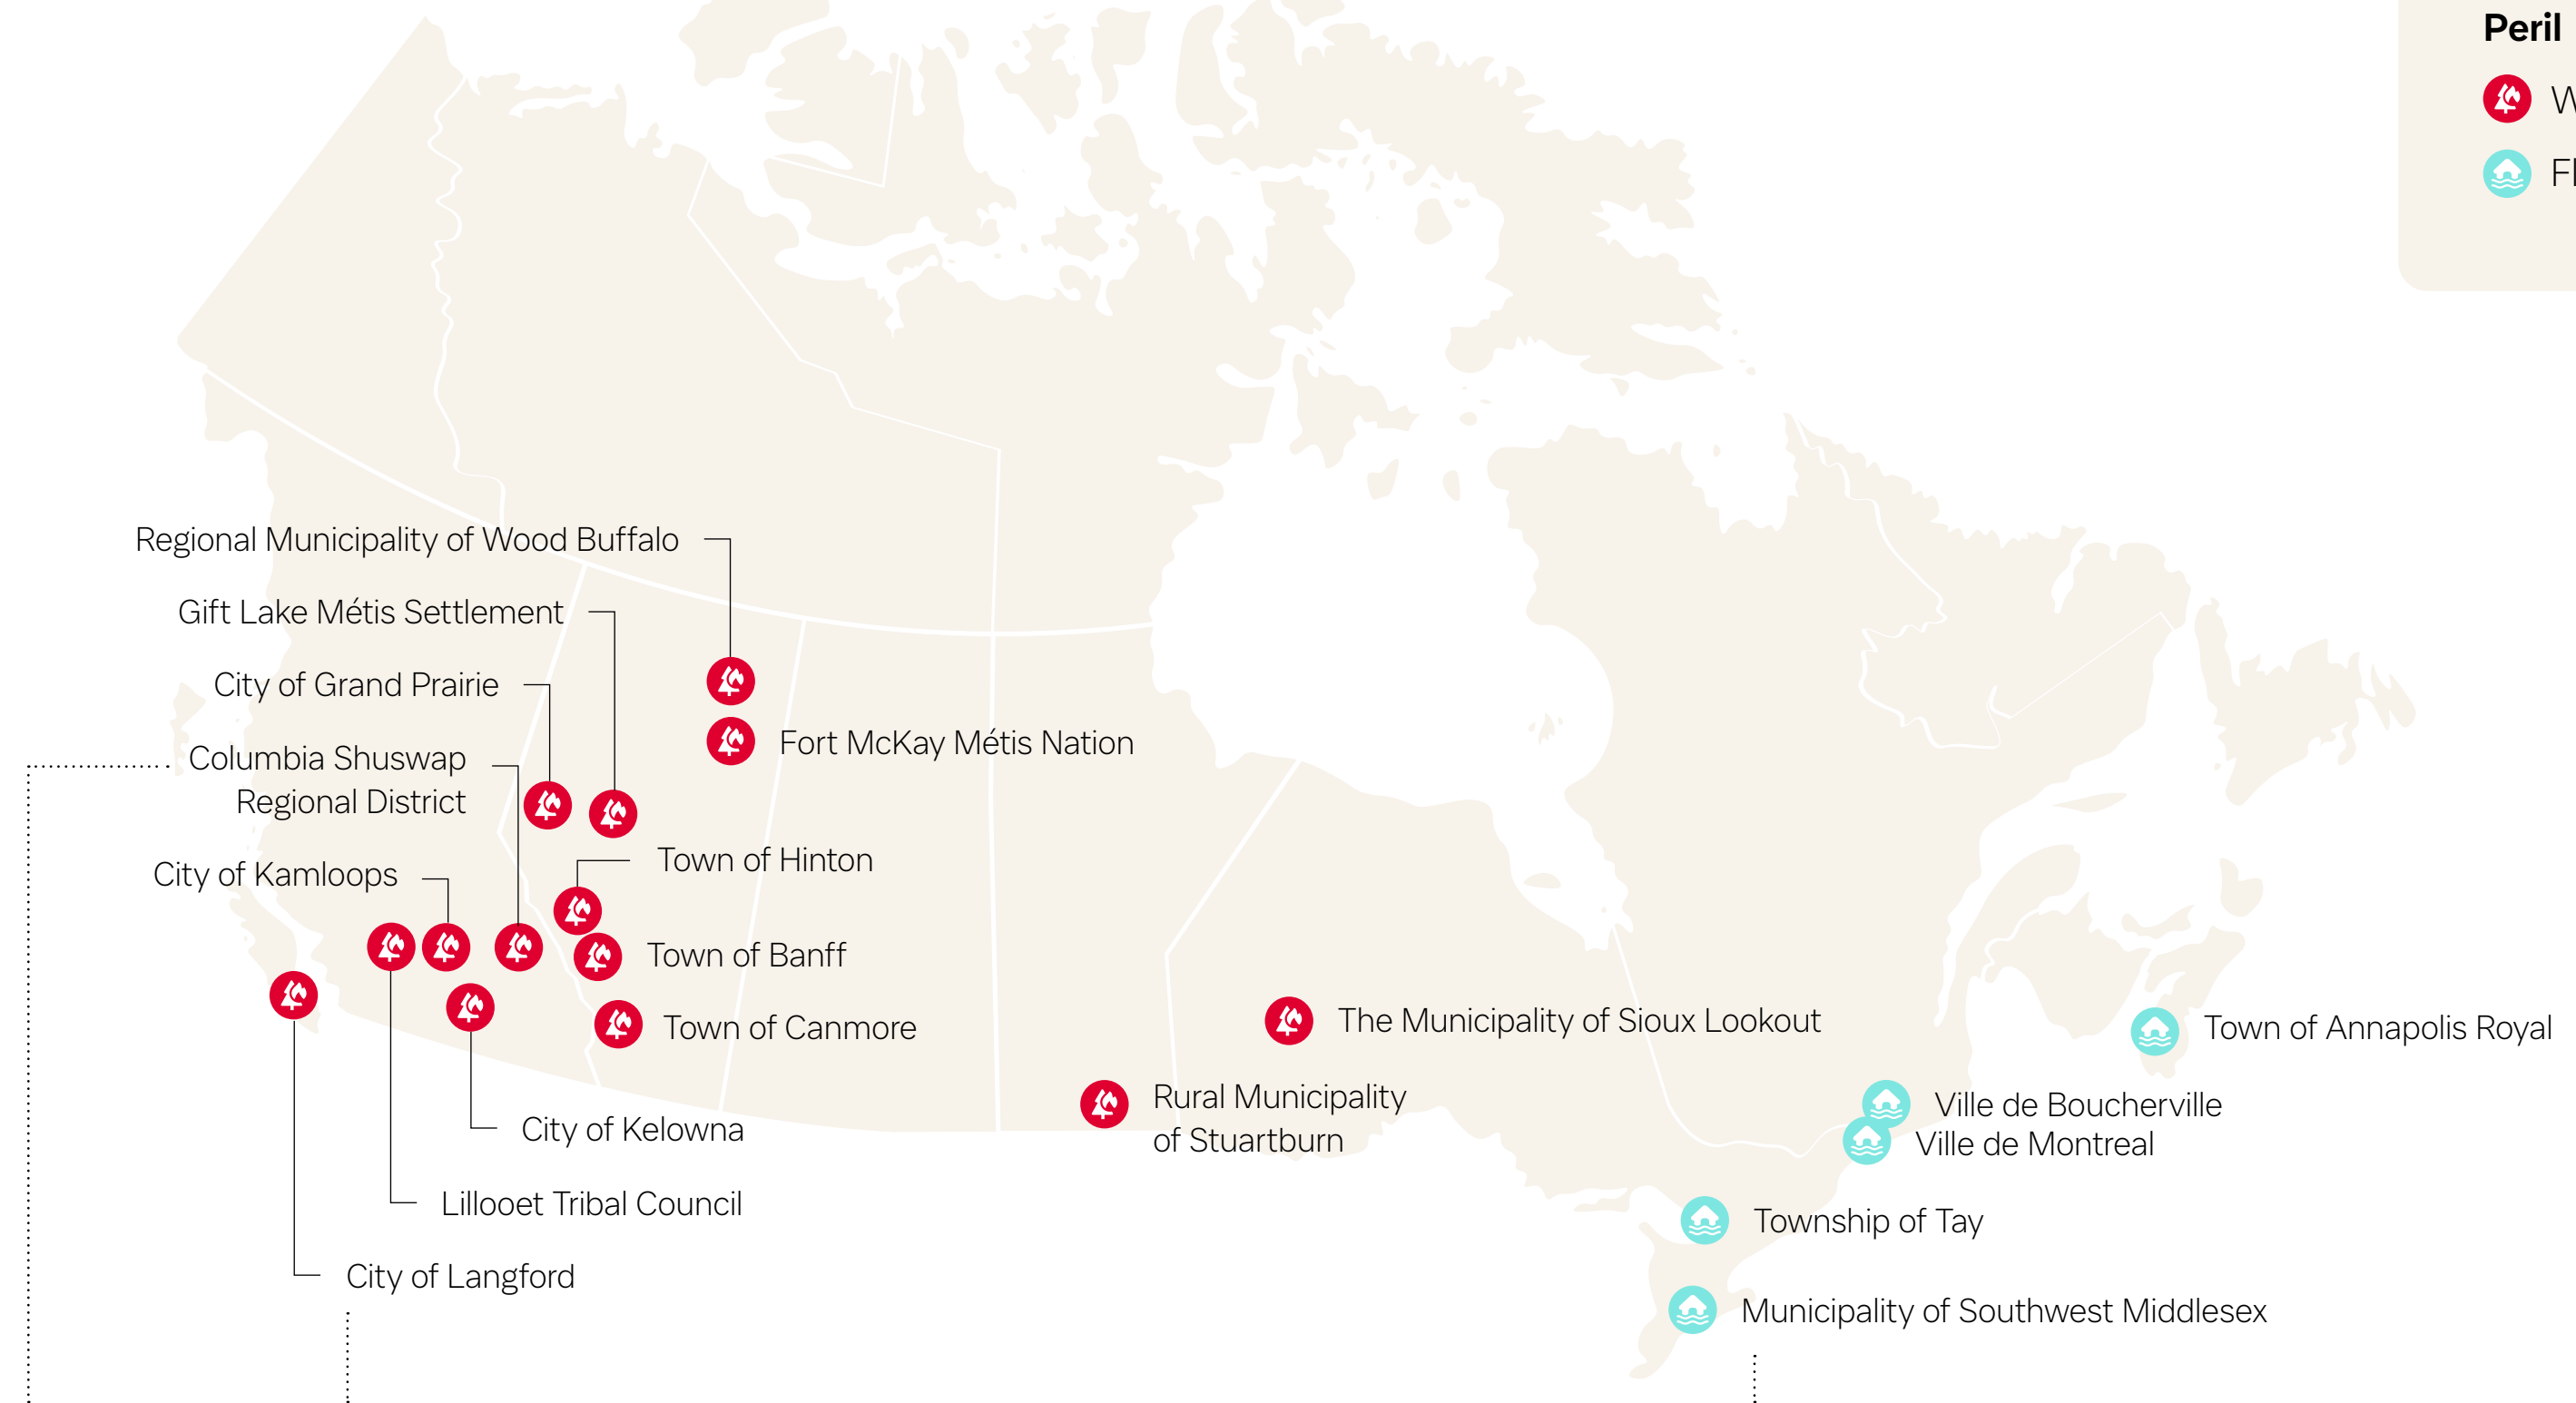 Peril
Regional Municipality of Wood Buffalo
Gift Lake Métis Settlement
City of Grand Prairie
Fort McKay Métis Nation
Columbia Shuswap
Regional District
Town of Hinton
City of Kamloops
Town of Banff
Town of Canmore
The Municipality of Sioux Lookout
Town of Annapolis Royal
Rural Municipality
of Stuartburn
Ville de Boucherville
Ville de Montreal
City of Kelowna
Lillooet Tribal Council
Township of Tay
City of Langford
Municipality of Southwest Middlesex